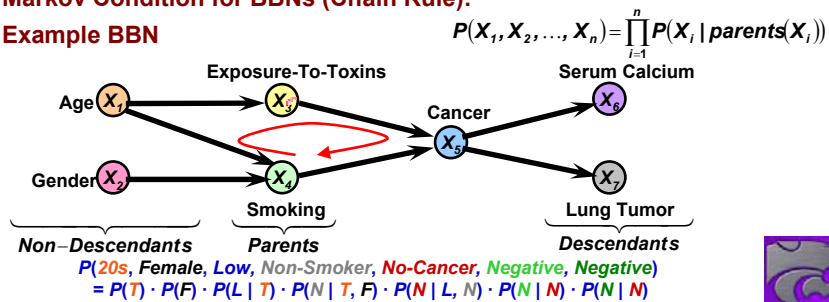 Markov Condition for BBNs (Chain Rule):
Example BBN
P(X₁, X₂, ..., Xₙ) = ∏ⁿᵢ₌₁ P(Xᵢ | parents(Xᵢ))
Exposure-To-Toxins
Serum Calcium
Age X₁
X₃
X₆
Cancer
X₅
Gender X₂
X₄
X₇
Smoking
Lung Tumor
Non–Descendants
Parents
Descendants
P(20s, Female, Low, Non-Smoker, No-Cancer, Negative, Negative)
= P(T) · P(F) · P(L | T) · P(N | T, F) · P(N | L, N) · P(N | N) · P(N | N)